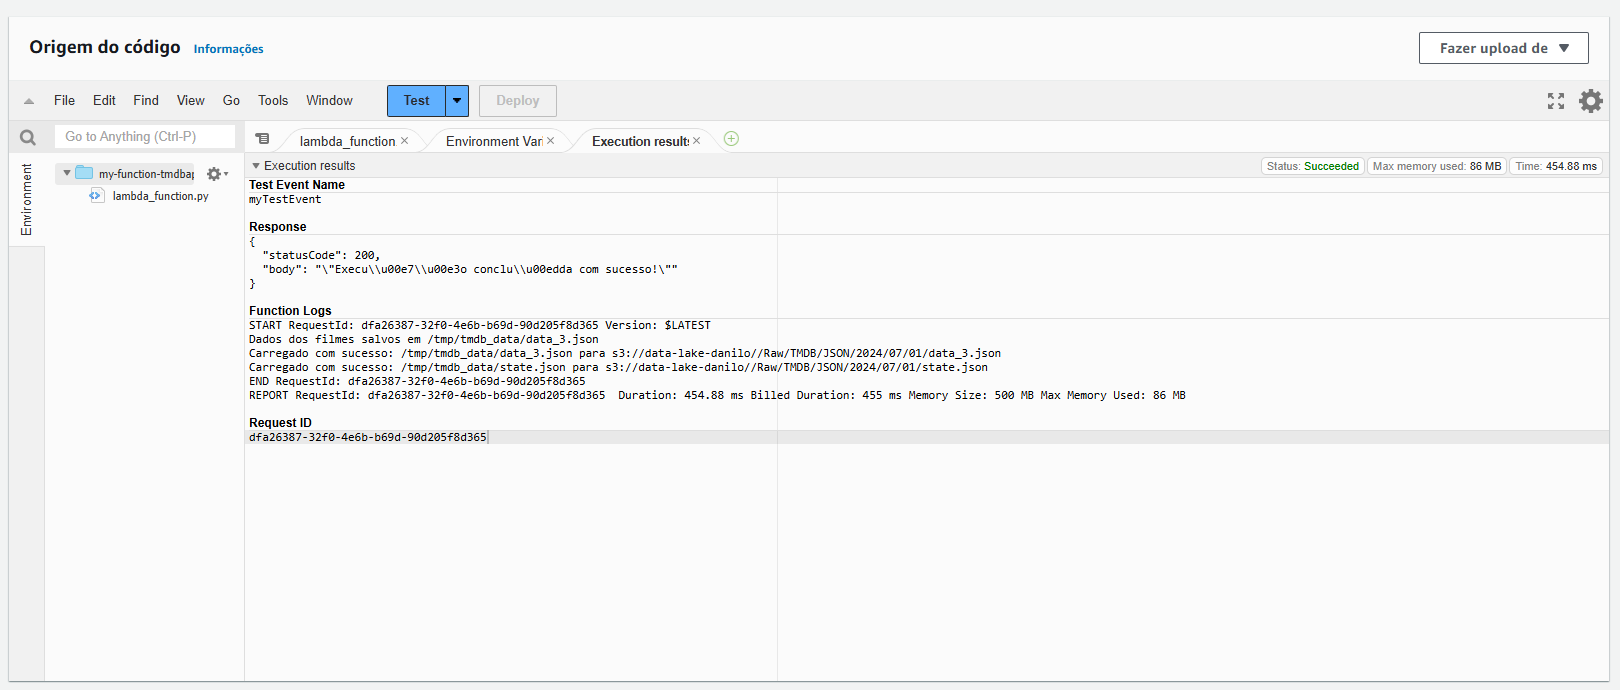 Origem do código Informações
Fazer upload de
File Edit Find View Go Tools Window Test Deploy
Go to Anything (Ctrl-P)
lambda_function × Environment Vari × Execution results ×
Environment
my-function-tmdbap
lambda_function.py
Execution results
Status: Succeeded Max memory used: 86 MB Time: 454.88 ms
Test Event Name
myTestEvent
Response
{
"statusCode": 200,
"body": "\"Execu\\u00e7\\u00e3o conclu\\u00edda com sucesso!\""
}
Function Logs
START RequestId: dfa26387-32f0-4e6b-b69d-90d205f8d365 Version: $LATEST
Dados dos filmes salvos em /tmp/tmdb_data/data_3.json
Carregado com sucesso: /tmp/tmdb_data/data_3.json para s3://data-lake-danilo//Raw/TMDB/JSON/2024/07/01/data_3.json
Carregado com sucesso: /tmp/tmdb_data/state.json para s3://data-lake-danilo//Raw/TMDB/JSON/2024/07/01/state.json
END RequestId: dfa26387-32f0-4e6b-b69d-90d205f8d365
REPORT RequestId: dfa26387-32f0-4e6b-b69d-90d205f8d365 Duration: 454.88 ms Billed Duration: 455 ms Memory Size: 500 MB Max Memory Used: 86 MB
Request ID
dfa26387-32f0-4e6b-b69d-90d205f8d365